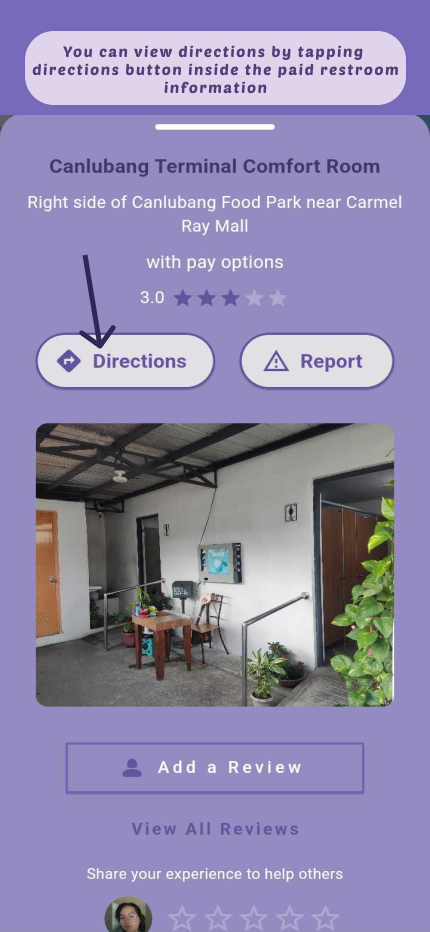 You can view directions by tapping
directions button inside the paid restroom
information
Canlubang Terminal Comfort Room
Right side of Canlubang Food Park near Carmel
Ray Mall
with pay options
3.0
Directions
Report
Add a Review
View All Reviews
Share your experience to help others